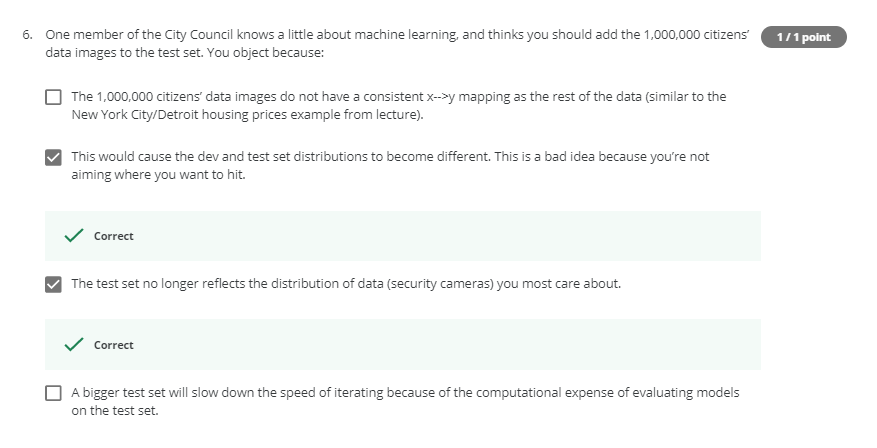 6. One member of the City Council knows a little about machine learning, and thinks you should add the 1,000,000 citizens’ 1 / 1 point
data images to the test set. You object because:
The 1,000,000 citizens’ data images do not have a consistent x-->y mapping as the rest of the data (similar to the
New York City/Detroit housing prices example from lecture).
This would cause the dev and test set distributions to become different. This is a bad idea because you’re not
aiming where you want to hit.
Correct
The test set no longer reflects the distribution of data (security cameras) you most care about.
Correct
A bigger test set will slow down the speed of iterating because of the computational expense of evaluating models
on the test set.